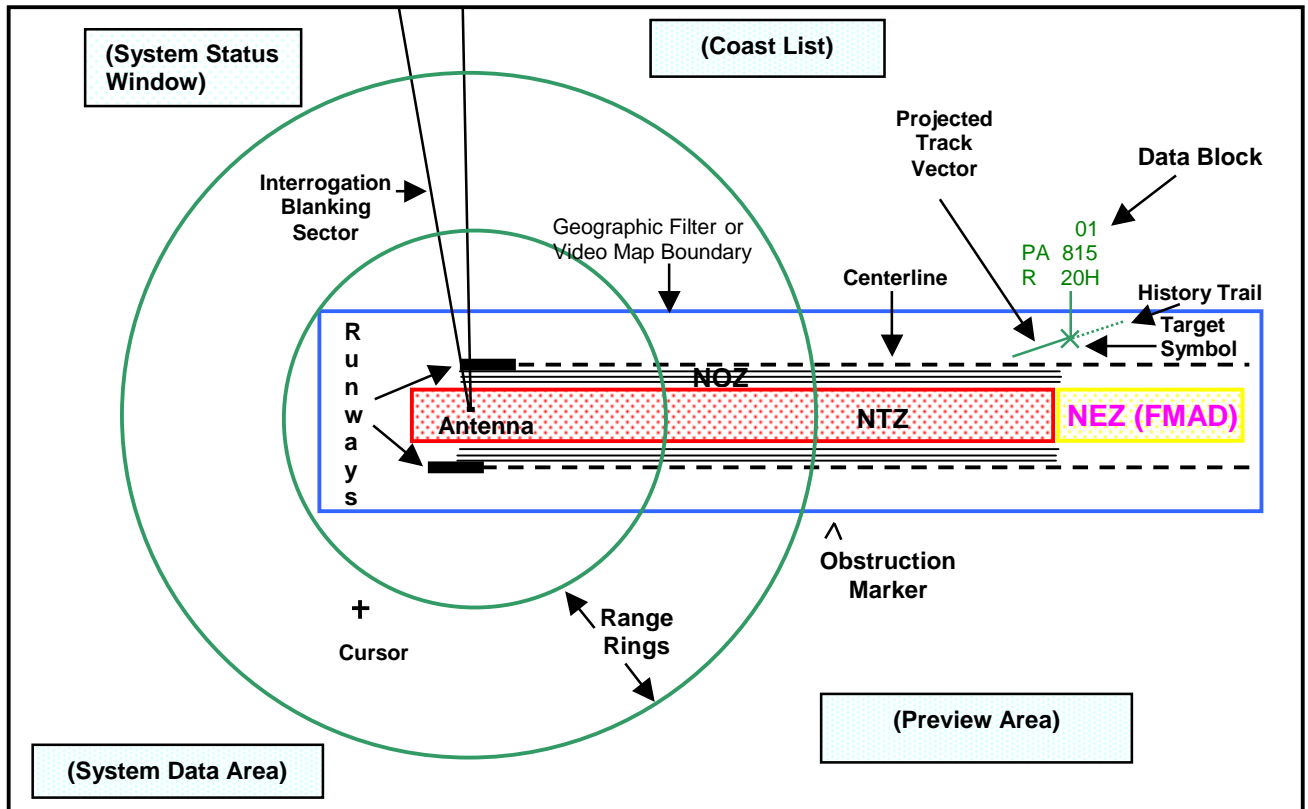 (System Status
Window)
(Coast List)
Projected
Track
Vector
Data Block
Interrogation
Blanking
Sector
Geographic Filter or
Video Map Boundary
01
PA 815
R 20H
Centerline
History Trail
Target
Symbol
Runways
NOZ
NTZ
NEZ (FMAD)
Antenna
Obstruction
Marker
Range
Rings
Cursor
(Preview Area)
(System Data Area)